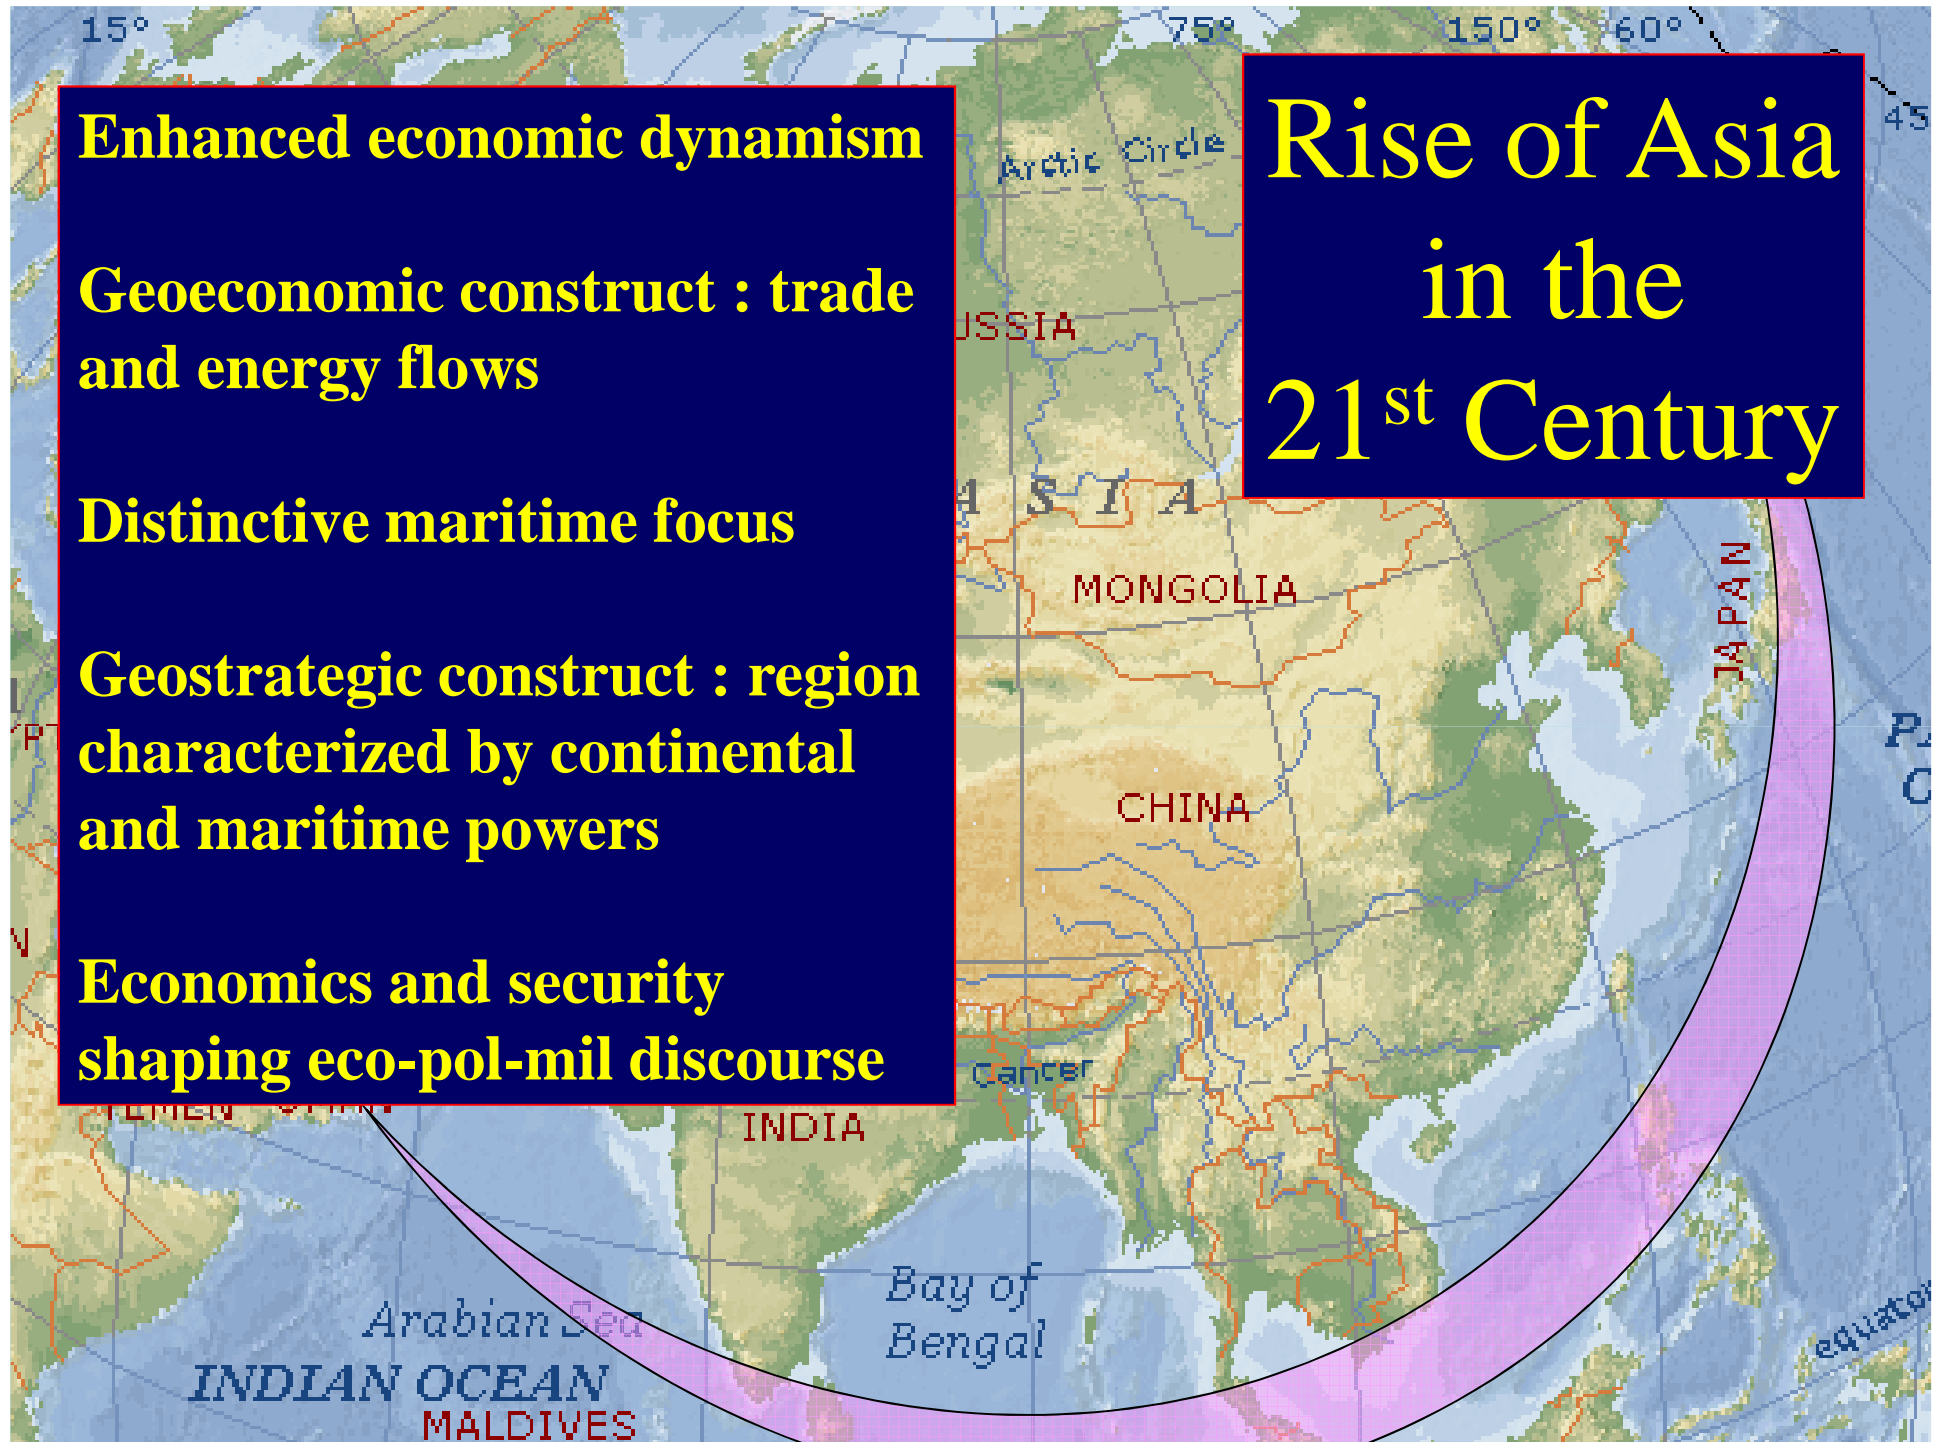 15°
75°
150°
60°
45
Rise of Asia
in the
21st Century
Enhanced economic dynamism
Geoeconomic construct : trade
and energy flows
Distinctive maritime focus
Geostrategic construct : region
characterized by continental
and maritime powers
Economics and security
shaping eco-pol-mil discourse
Arctic Circle
USSIA
A S I A
MONGOLIA
JAPAN
CHINA
Cancer
YEMEN OMAN
INDIA
Bay of
Bengal
Arabian Sea
INDIAN OCEAN
MALDIVES
equator